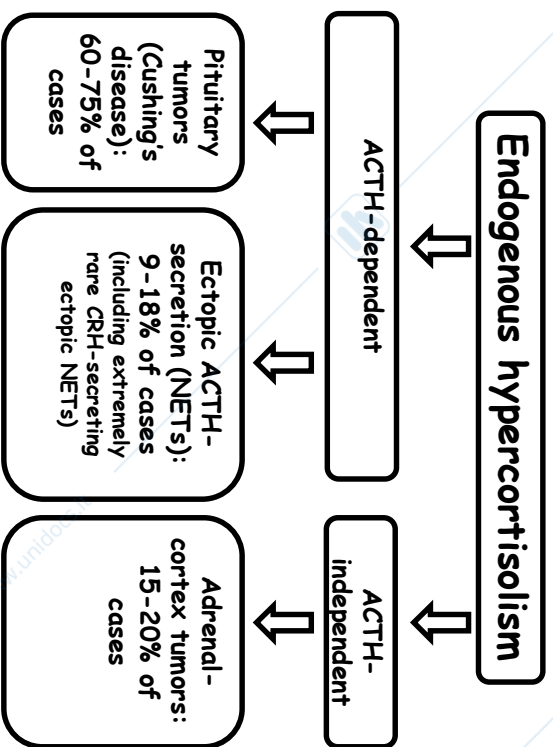 Endogenous hypercortisolism
ACTH-dependent
ACTH-
independent
Pituitary
tumors
(Cushing's
disease):
60-75% of
cases
Ectopic ACTH-
secretion (NETs):
9-18% of cases
(including extremely
rare CRH-secreting
ectopic NETs)
Adrenal-
cortex tumors:
15-20% of
cases